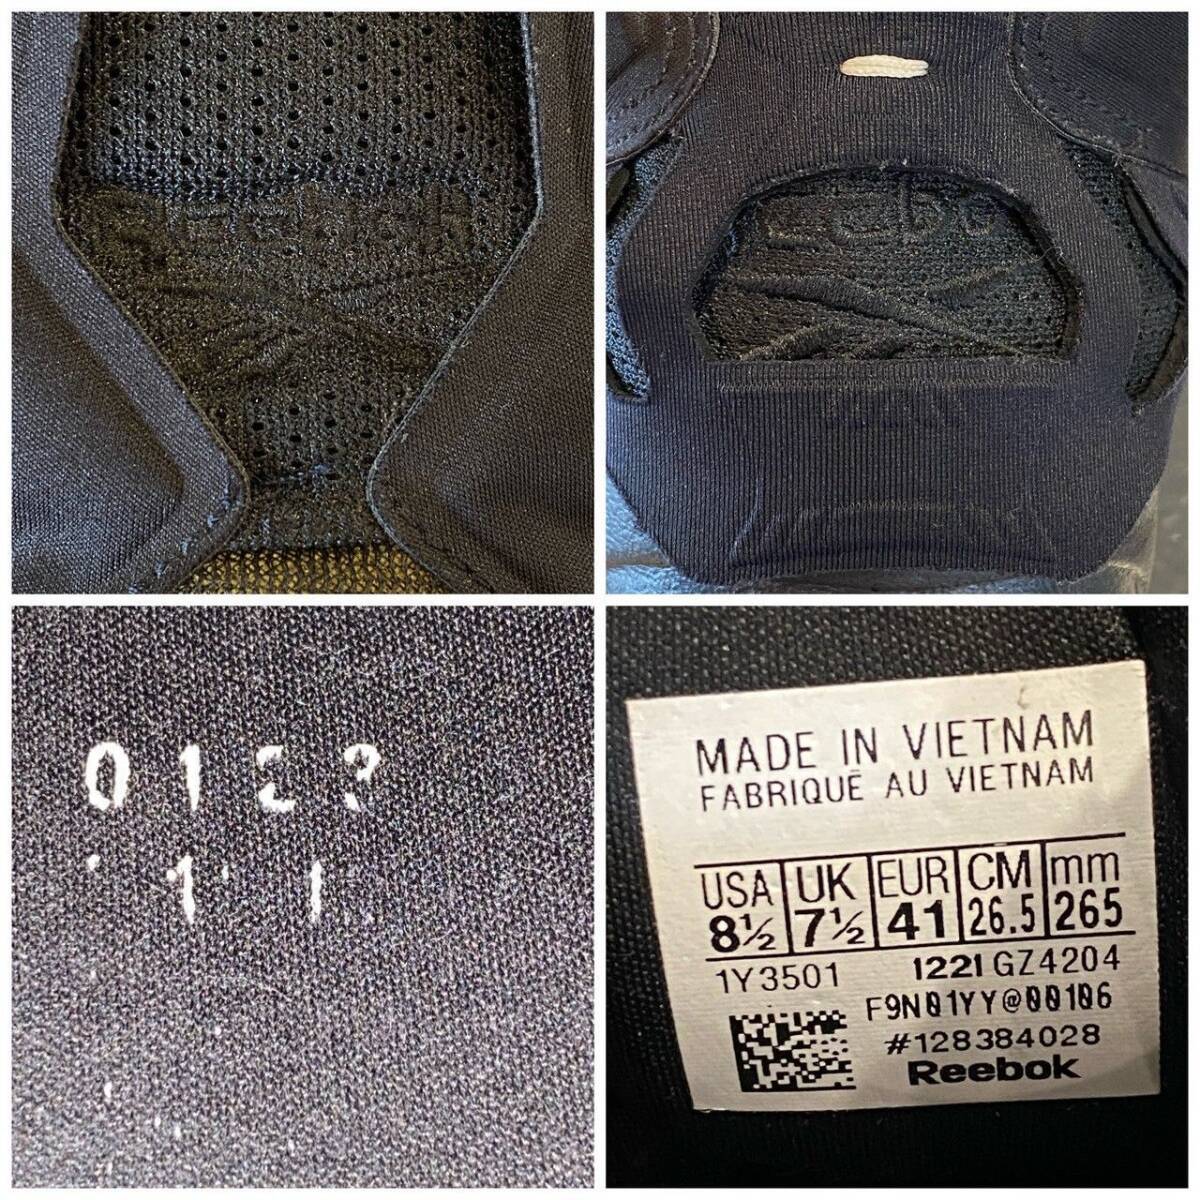 Reebok
MADE IN VIETNAM
FABRIQUÉ AU VIETNAM
USA UK EUR CM mm
8½ 7½ 41 26.5 265
1Y3501 1221 GZ4204
F9N01YY@00106
#128384028
Reebok